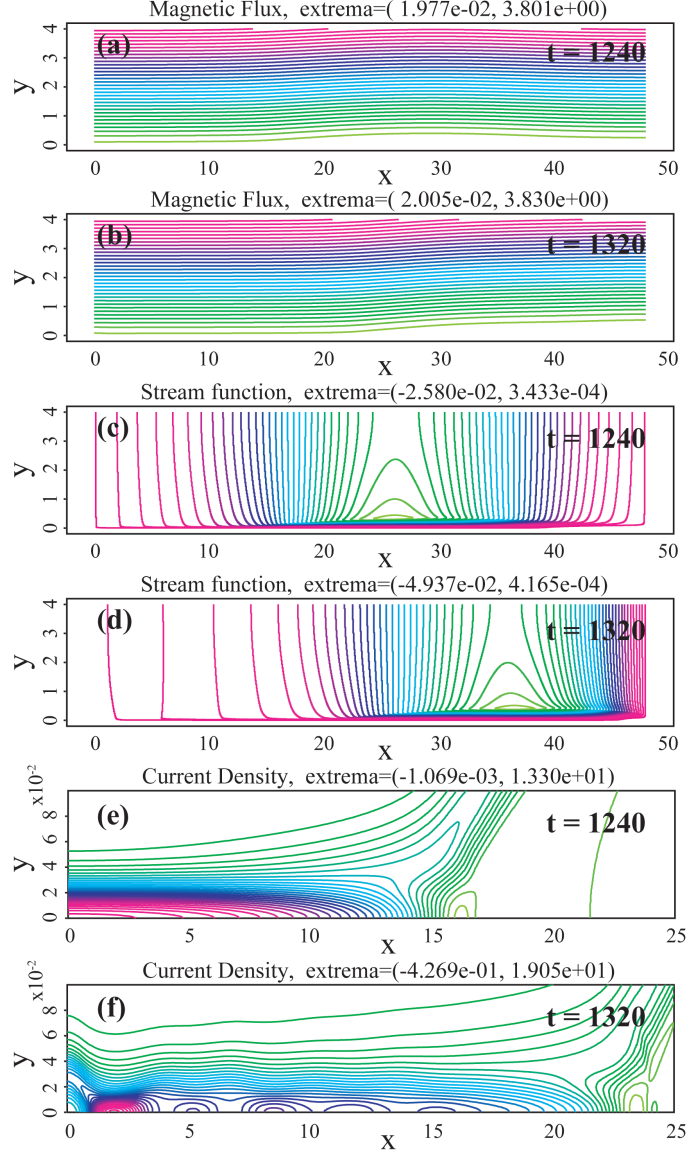 Magnetic Flux, extrema=( 1.977e-02, 3.801e+00)
(a)
t = 1240
y
4
3
2
1
0
0 10 20 30 40 50
x
Magnetic Flux, extrema=( 2.005e-02, 3.830e+00)
(b)
t = 1320
y
4
3
2
1
0
0 10 20 30 40 50
x
Stream function, extrema=(-2.580e-02, 3.433e-04)
(c)
t = 1240
y
4
3
2
1
0
0 10 20 30 40 50
x
Stream function, extrema=(-4.937e-02, 4.165e-04)
(d)
t = 1320
y
4
3
2
1
0
0 10 20 30 40 50
x
Current Density, extrema=(-1.069e-03, 1.330e+01)
x10⁻²
(e)
t = 1240
y
8
6
4
2
0
0 5 10 15 20 25
x
Current Density, extrema=(-4.269e-01, 1.905e+01)
x10⁻²
(f)
t = 1320
y
8
6
4
2
0
0 5 10 15 20 25
x